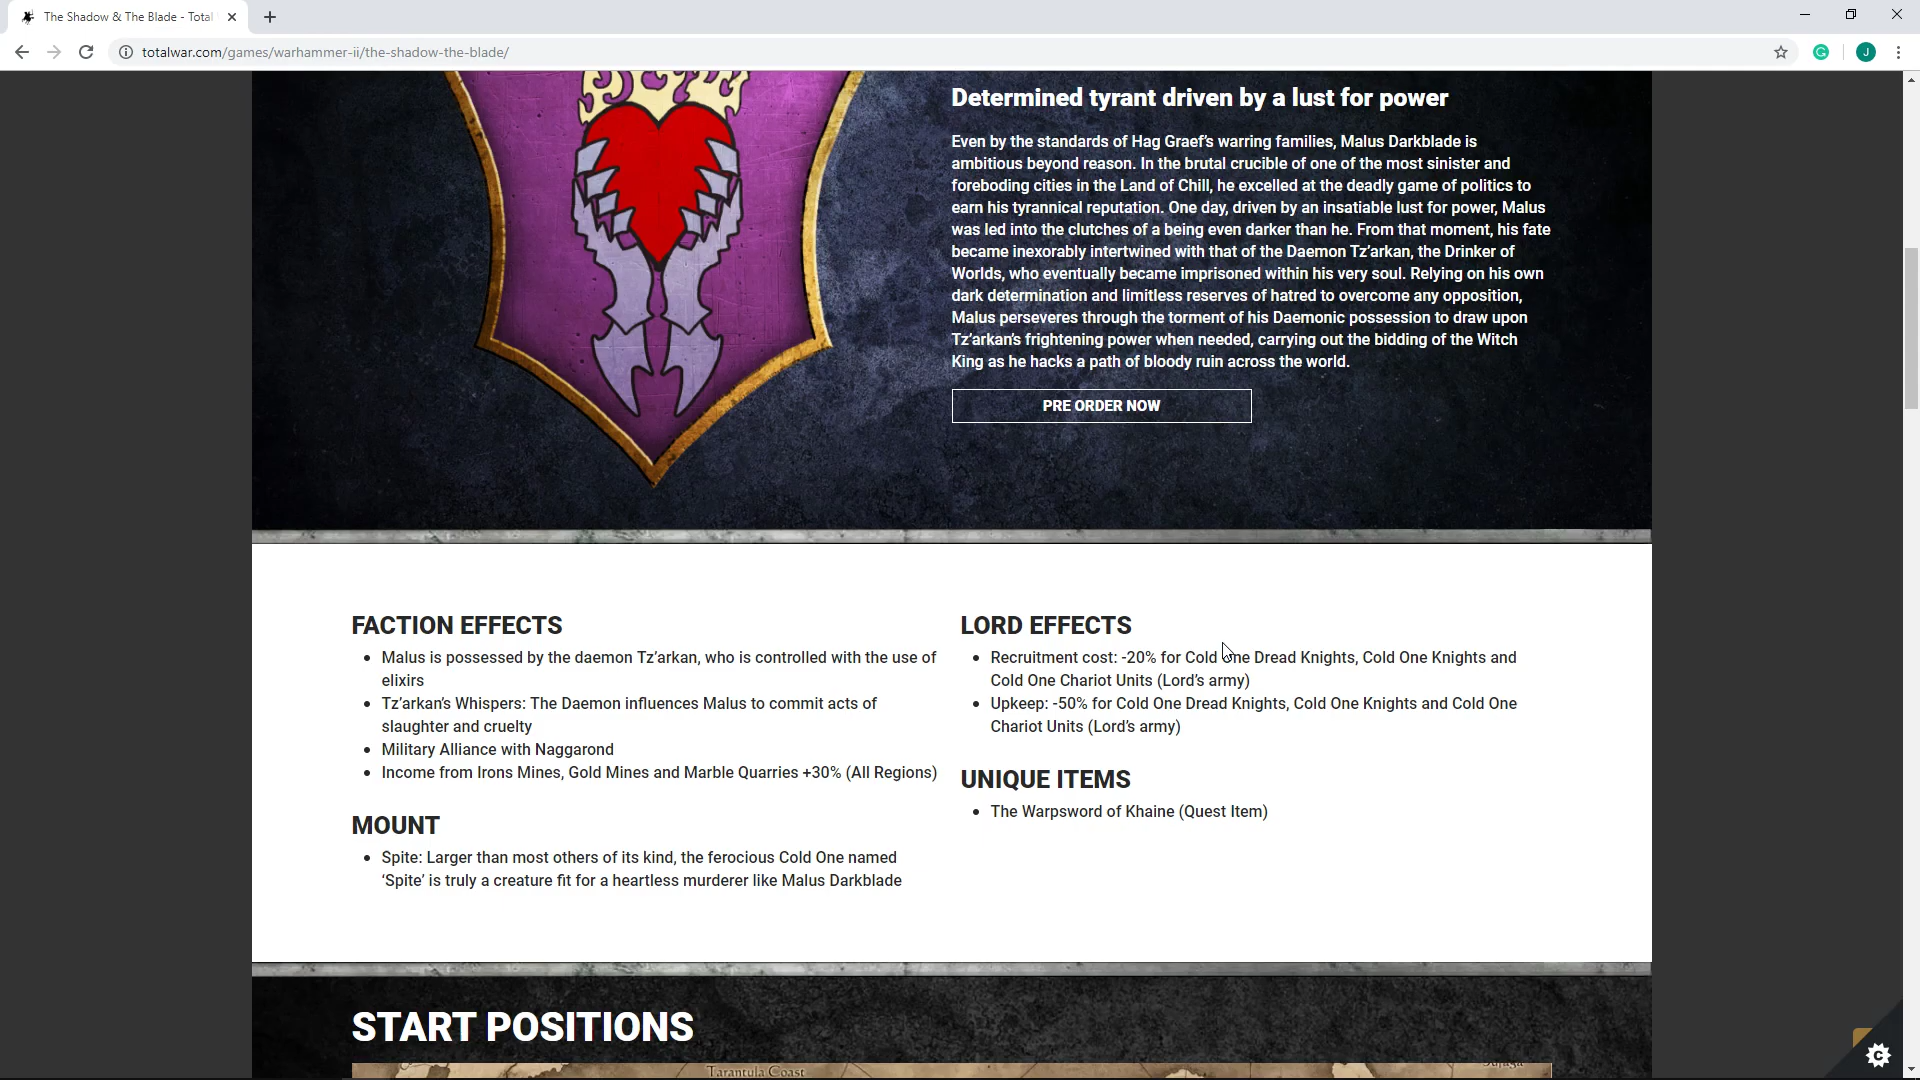 The Shadow & The Blade - Total
totalwar.com/games/warhammer-ii/the-shadow-the-blade/
G
J
Determined tyrant driven by a lust for power
Even by the standards of Hag Graef’s warring families, Malus Darkblade is
ambitious beyond reason. In the brutal crucible of one of the most sinister and
foreboding cities in the Land of Chill, he excelled at the deadly game of politics to
earn his tyrannical reputation. One day, driven by an insatiable lust for power, Malus
was led into the clutches of a being even darker than he. From that moment, his fate
became inexorably intertwined with that of the Daemon Tz’arkan, the Drinker of
Worlds, who eventually became imprisoned within his very soul. Relying on his own
dark determination and limitless reserves of hatred to overcome any opposition,
Malus perseveres through the torment of his Daemonic possession to draw upon
Tz’arkan’s frightening power when needed, carrying out the bidding of the Witch
King as he hacks a path of bloody ruin across the world.
PRE ORDER NOW
FACTION EFFECTS
• Malus is possessed by the daemon Tz’arkan, who is controlled with the use of
elixirs
• Tz’arkan’s Whispers: The Daemon influences Malus to commit acts of
slaughter and cruelty
• Military Alliance with Naggarond
• Income from Irons Mines, Gold Mines and Marble Quarries +30% (All Regions)
MOUNT
• Spite: Larger than most others of its kind, the ferocious Cold One named
‘Spite’ is truly a creature fit for a heartless murderer like Malus Darkblade
LORD EFFECTS
• Recruitment cost: -20% for Cold One Dread Knights, Cold One Knights and
Cold One Chariot Units (Lord’s army)
• Upkeep: -50% for Cold One Dread Knights, Cold One Knights and Cold One
Chariot Units (Lord’s army)
UNIQUE ITEMS
• The Warpsword of Khaine (Quest Item)
START POSITIONS
Tarantula Coast